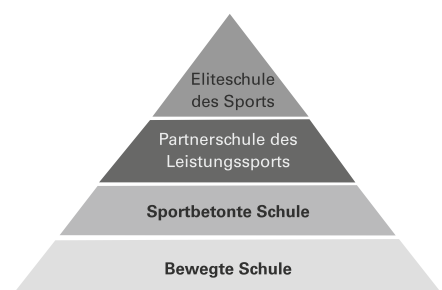 Eliteschule
des Sports
Partnerschule des
Leistungssports
Sportbetonte Schule
Bewegte Schule